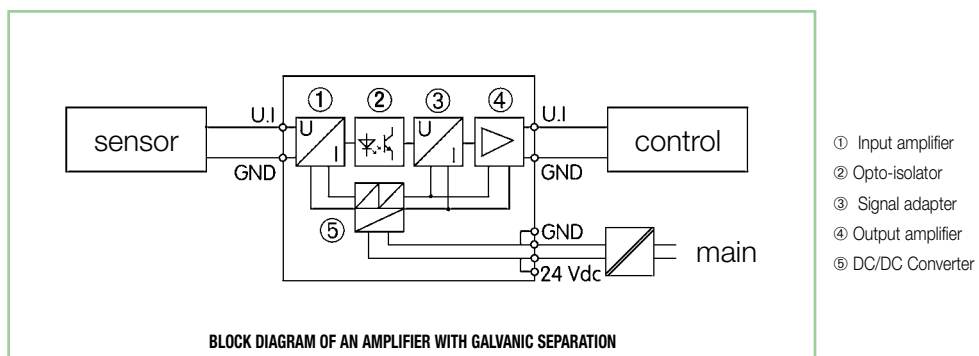 ① ② ③ ④
U.I
U
I
U
I
U.I
sensor
control
GND
GND
⑤
GND
24 Vdc
main
BLOCK DIAGRAM OF AN AMPLIFIER WITH GALVANIC SEPARATION
① Input amplifier
② Opto-isolator
③ Signal adapter
④ Output amplifier
⑤ DC/DC Converter